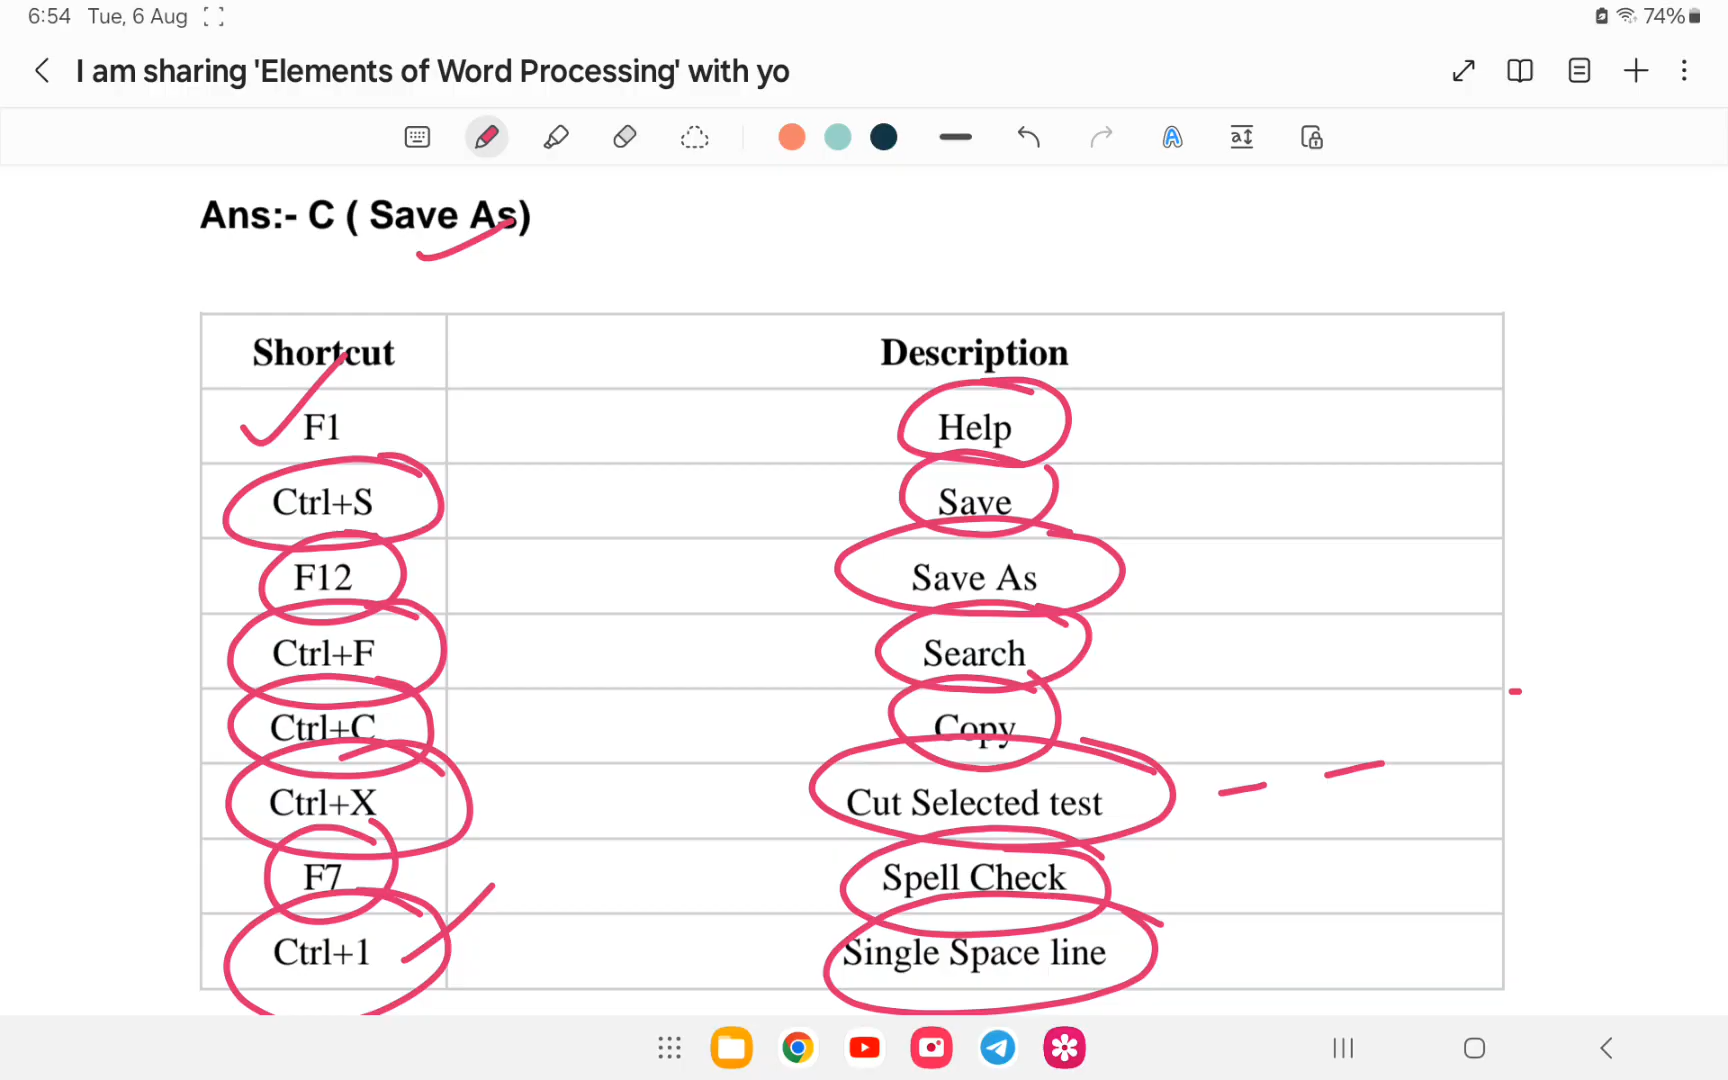 6:54 Tue, 6 Aug 74%
I am sharing 'Elements of Word Processing' with yo
Ans:- C ( Save As)
Shortcut Description
F1 Help
Ctrl+S Save
F12 Save As
Ctrl+F Search
Ctrl+C Copy
Ctrl+X Cut Selected test
F7 Spell Check
Ctrl+1 Single Space line